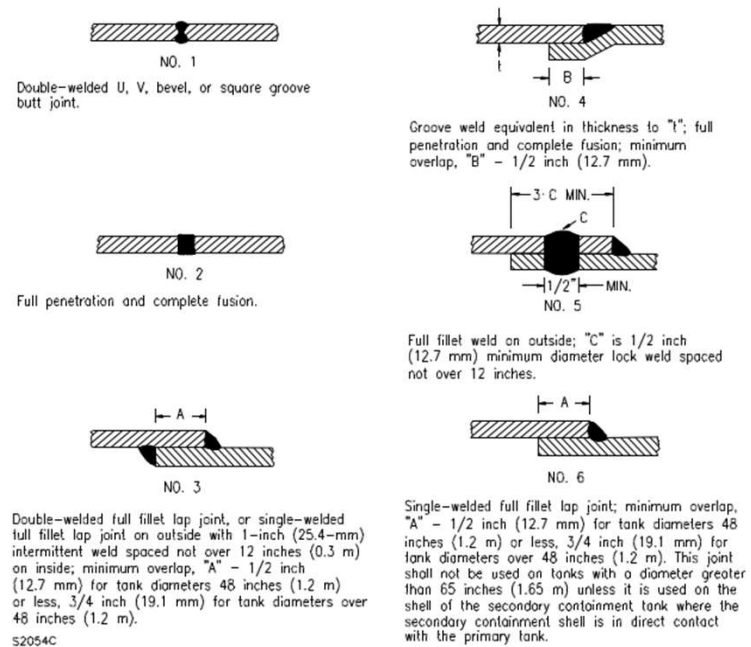 NO. 1
Double-welded U, V, bevel, or square groove
butt joint.
NO. 2
Full penetration and complete fusion.
A
NO. 3
Double-welded full fillet lap joint, or single-welded
full fillet lap joint on outside with 1-inch (25.4-mm)
intermittent weld spaced not over 12 inches (0.3 m)
on inside; minimum overlap, "A" - 1/2 inch
(12.7 mm) for tank diameters 48 inches (1.2 m)
or less, 3/4 inch (19.1 mm) for tank diameters over
48 inches (1.2 m).
S2054C
t
B
NO. 4
Groove weld equivalent in thickness to "t"; full
penetration and complete fusion; minimum
overlap, "B" - 1/2 inch (12.7 mm).
3·C MIN.
C
1/2" MIN.
NO. 5
Full fillet weld on outside; "C" is 1/2 inch
(12.7 mm) minimum diameter lock weld spaced
not over 12 inches.
A
NO. 6
Single-welded full fillet lap joint; minimum overlap,
"A" - 1/2 inch (12.7 mm) for tank diameters 48
inches (1.2 m) or less, 3/4 inch (19.1 mm) for
tank diameters over 48 inches (1.2 m). This joint
shall not be used on tanks with a diameter greater
than 65 inches (1.65 m) unless it is used on the
shell of the secondary containment tank where the
secondary containment shell is in direct contact
with the primary tank.